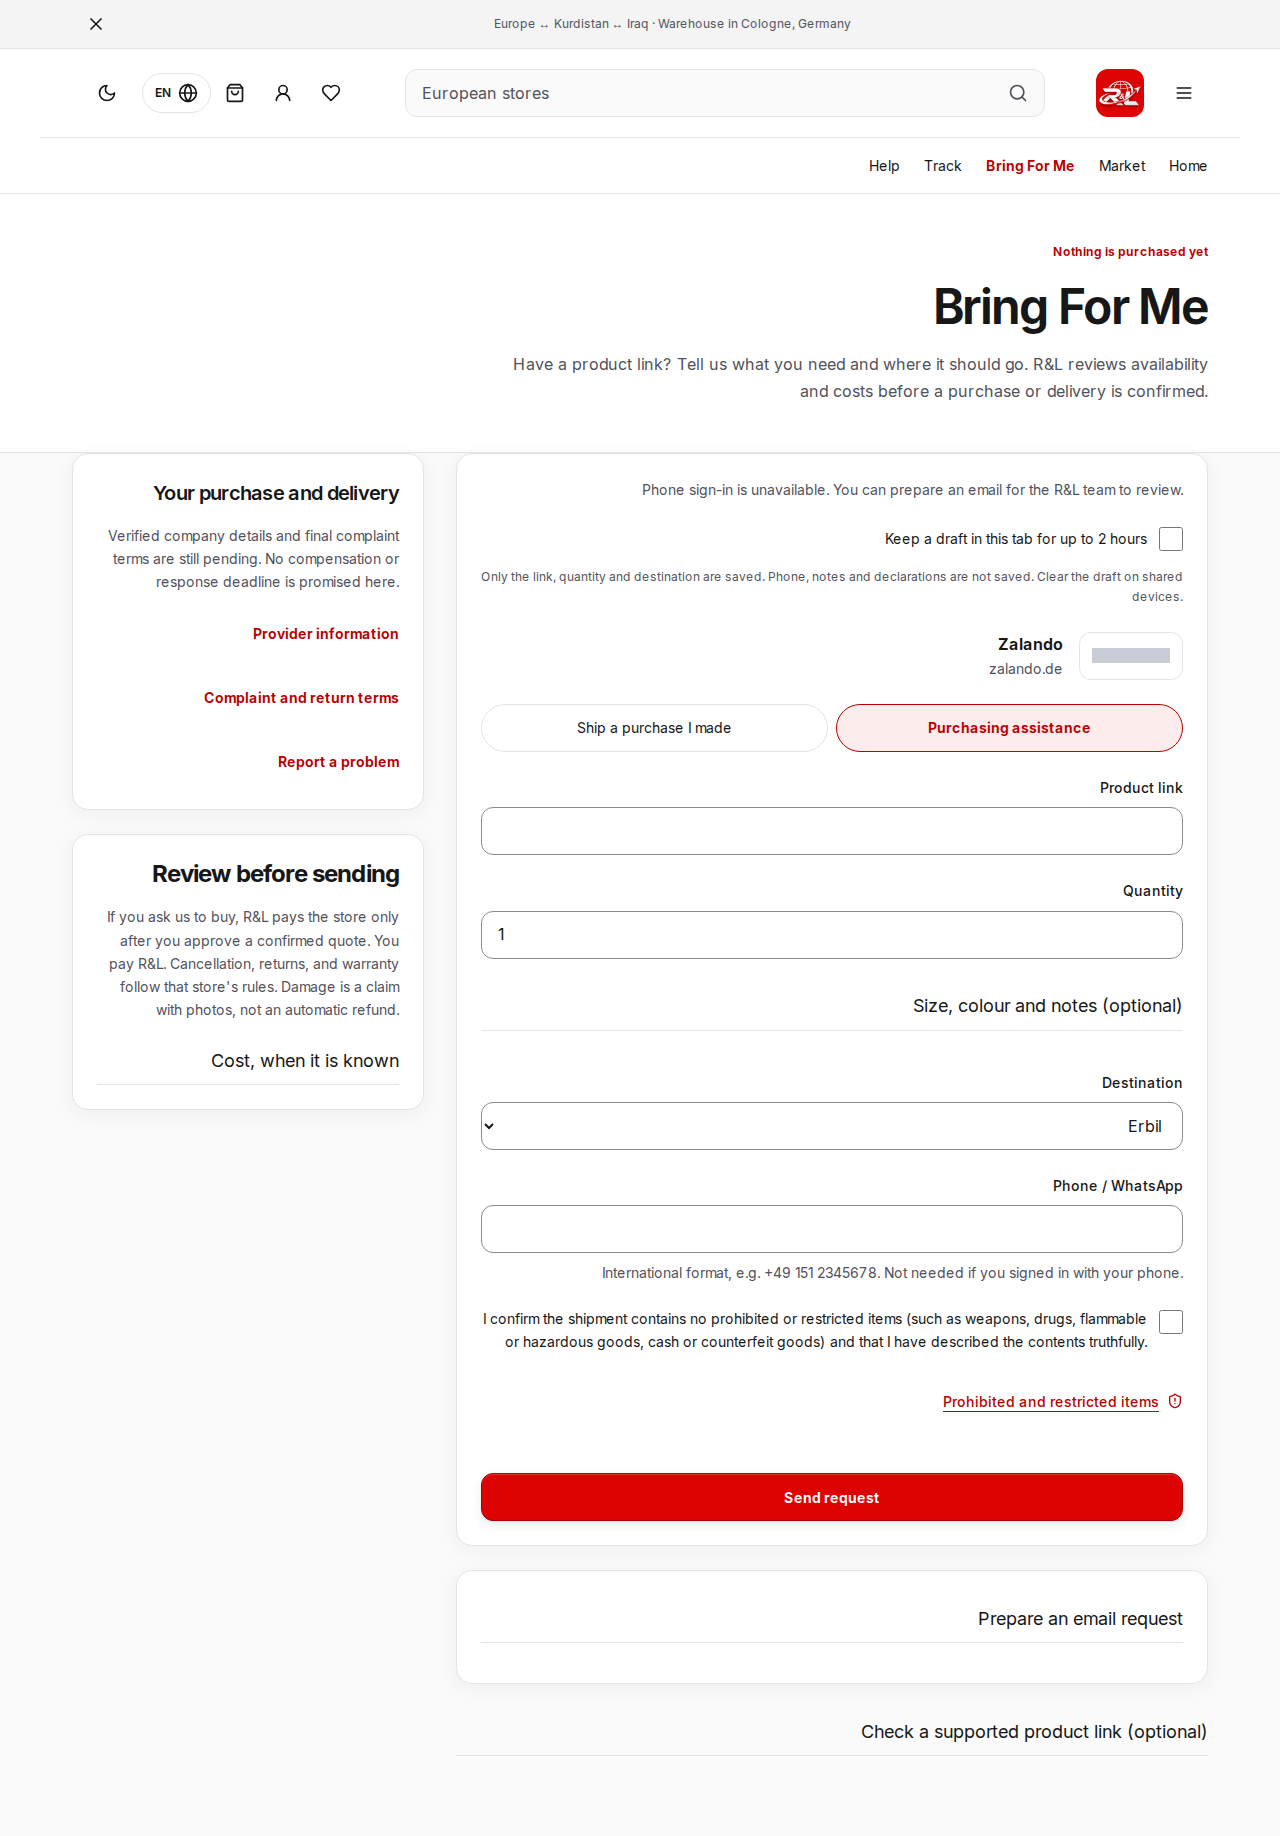 Europe ↔ Kurdistan ↔ Iraq · Warehouse in Cologne, Germany
EN
European stores
R&L
Help
Track
Bring For Me
Market
Home
Nothing is purchased yet
Bring For Me
Have a product link? Tell us what you need and where it should go. R&L reviews availability
and costs before a purchase or delivery is confirmed.
Your purchase and delivery
Verified company details and final complaint
terms are still pending. No compensation or
response deadline is promised here.
Provider information
Complaint and return terms
Report a problem
Review before sending
If you ask us to buy, R&L pays the store only
after you approve a confirmed quote. You
pay R&L. Cancellation, returns, and warranty
follow that store's rules. Damage is a claim
with photos, not an automatic refund.
Cost, when it is known
Phone sign-in is unavailable. You can prepare an email for the R&L team to review.
Keep a draft in this tab for up to 2 hours
Only the link, quantity and destination are saved. Phone, notes and declarations are not saved. Clear the draft on shared
devices.
Zalando
zalando.de
Ship a purchase I made
Purchasing assistance
Product link
Quantity
1
Size, colour and notes (optional)
Destination
Erbil
Phone / WhatsApp
International format, e.g. +49 151 2345678. Not needed if you signed in with your phone.
I confirm the shipment contains no prohibited or restricted items (such as weapons, drugs, flammable
or hazardous goods, cash or counterfeit goods) and that I have described the contents truthfully.
Prohibited and restricted items
Send request
Prepare an email request
Check a supported product link (optional)